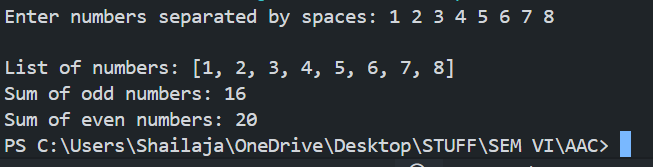 Enter numbers separated by spaces: 1 2 3 4 5 6 7 8
List of numbers: [1, 2, 3, 4, 5, 6, 7, 8]
Sum of odd numbers: 16
Sum of even numbers: 20
PS C:\Users\Shailaja\OneDrive\Desktop\STUFF\SEM VI\AAC>